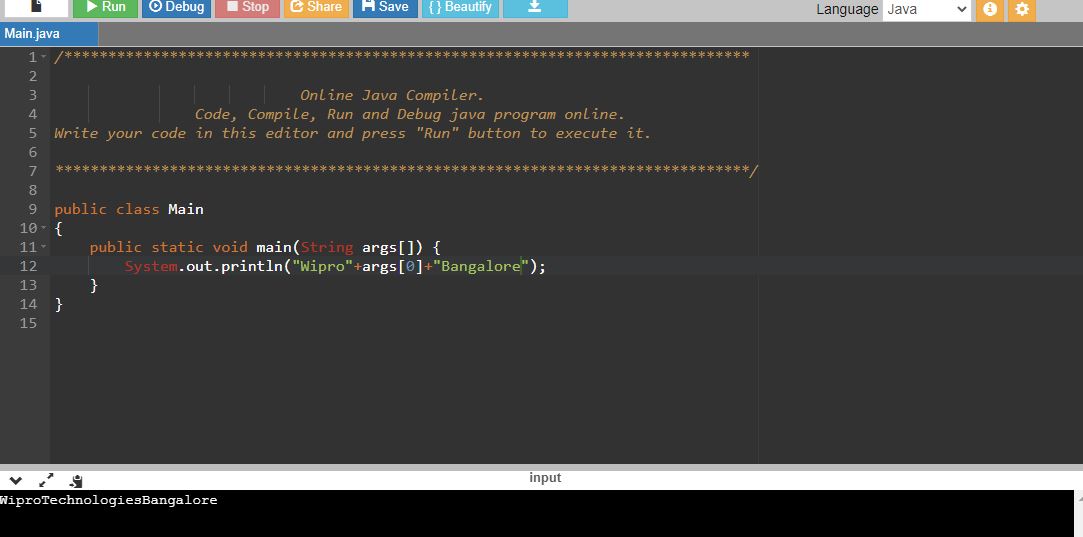 Run Debug Stop Share Save { } Beautify Language Java
Main.java
1 /******************************************************************************
2
3 Online Java Compiler.
4 Code, Compile, Run and Debug java program online.
5 Write your code in this editor and press "Run" button to execute it.
6
7 *******************************************************************************/
8
9 public class Main
10 {
11 public static void main(String args[]) {
12 System.out.println("Wipro"+args[0]+"Bangalore");
13 }
14 }
15
input
WiproTechnologiesBangalore